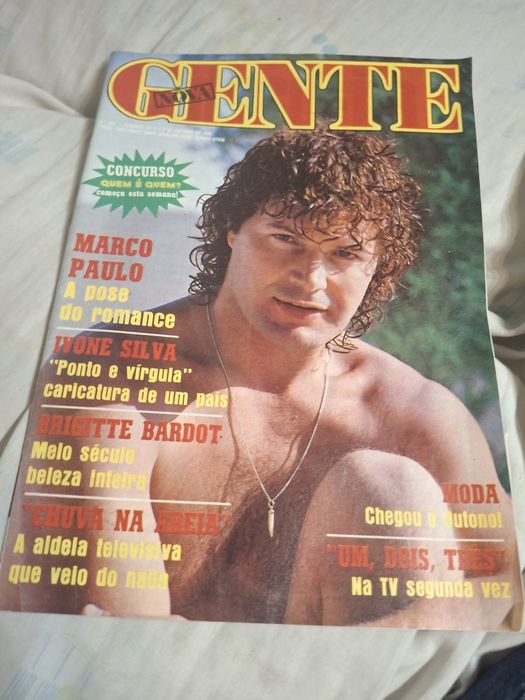 GENTE
NOVA
CONCURSO
QUEM É QUEM?
começa esta semana!
MARCO
PAULO
A pose
do romance
IVONE SILVA
"Ponto e vírgula"
caricatura de um país
BRIGITTE BARDOT
Meio século
beleza inteira
"CHUVA NA AREIA"
A aldeia televisiva
que veio do nada
MODA
Chegou o Outono!
"UM, DOIS, TRÊS"
Na TV segunda vez